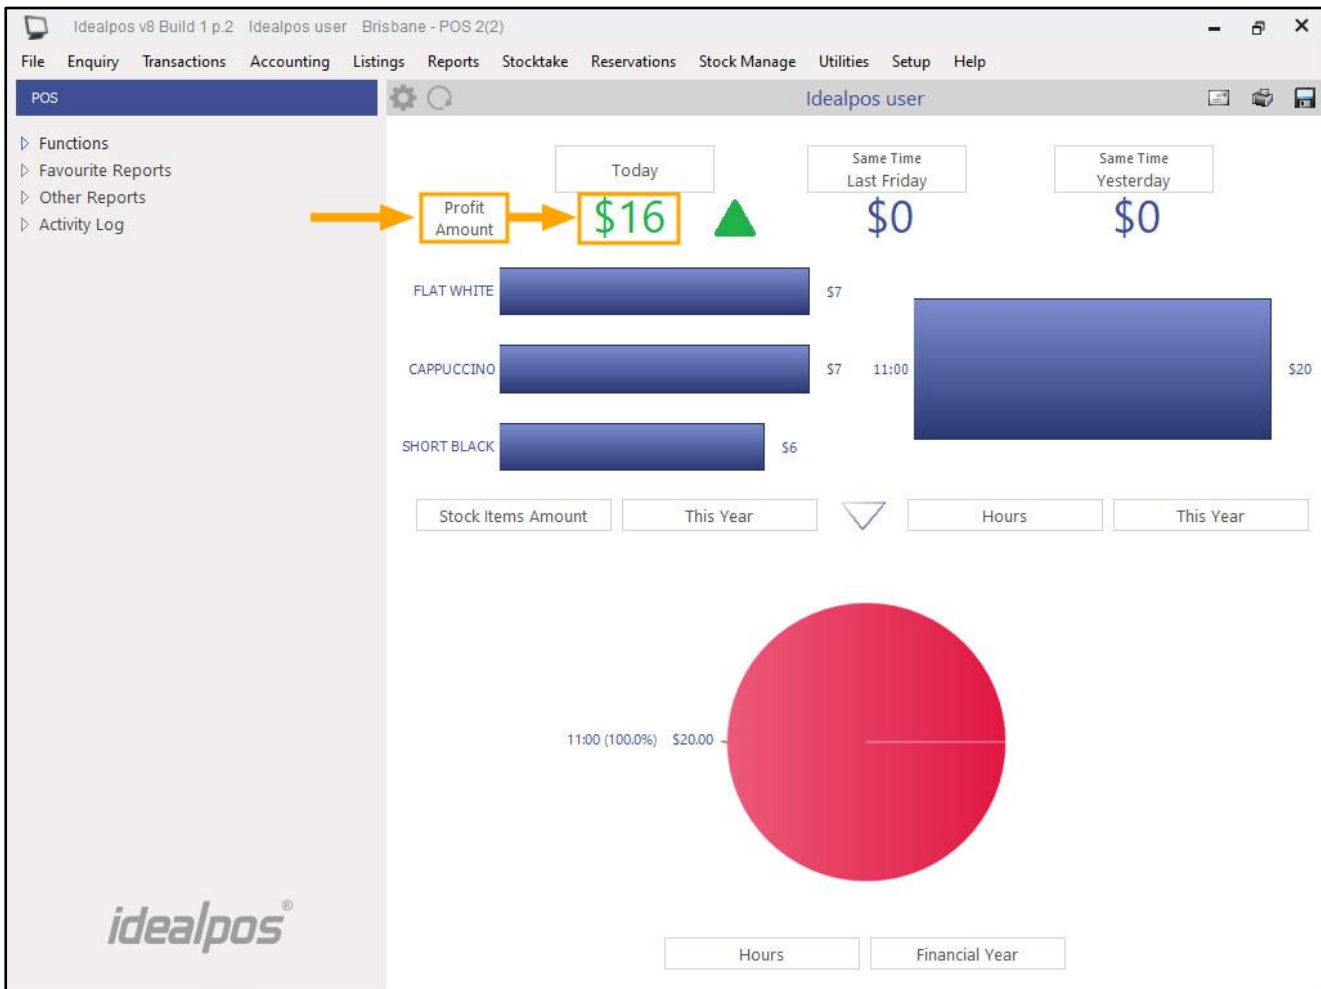 Idealpos v8 Build 1 p.2 Idealpos user Brisbane - POS 2(2)
File Enquiry Transactions Accounting Listings Reports Stocktake Reservations Stock Manage Utilities Setup Help
POS
Idealpos user
Functions
Favourite Reports
Other Reports
Activity Log
Today
Same Time
Last Friday
Same Time
Yesterday
Profit
Amount
$16
$0
$0
FLAT WHITE $7
CAPPUCCINO $7
SHORT BLACK $6
11:00 $20
Stock Items Amount This Year Hours This Year
11:00 (100.0%) $20.00
Hours Financial Year
idealpos®